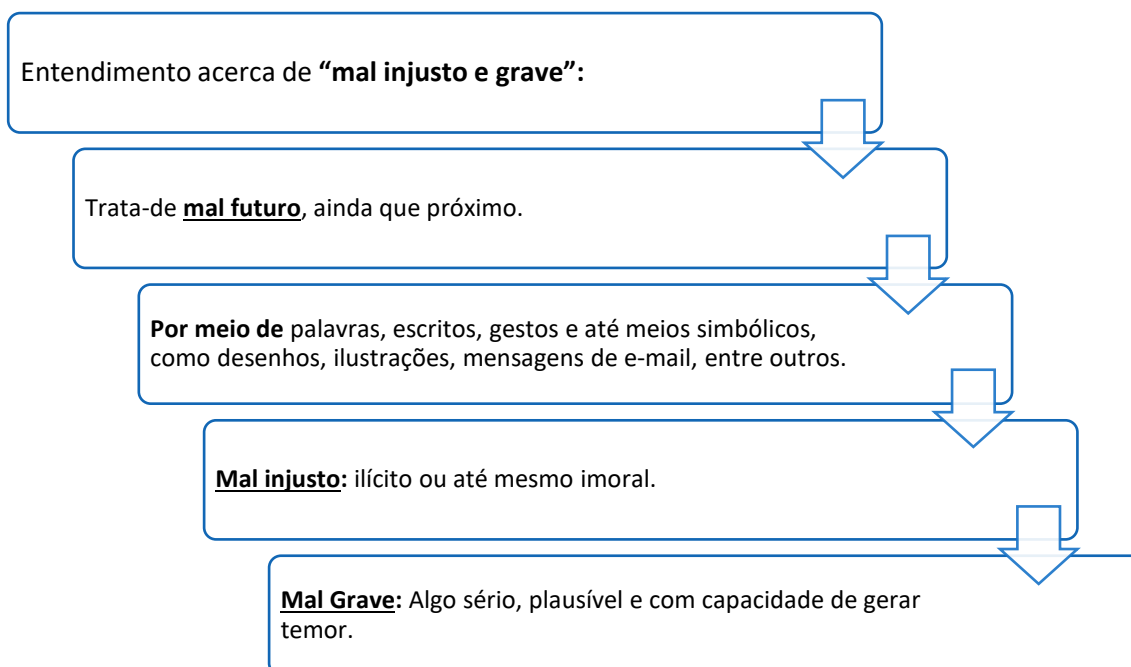 Entendimento acerca de “mal injusto e grave”:
Trata-de mal futuro, ainda que próximo.
Por meio de palavras, escritos, gestos e até meios simbólicos,
como desenhos, ilustrações, mensagens de e-mail, entre outros.
Mal injusto: ilícito ou até mesmo imoral.
Mal Grave: Algo sério, plausível e com capacidade de gerar
temor.